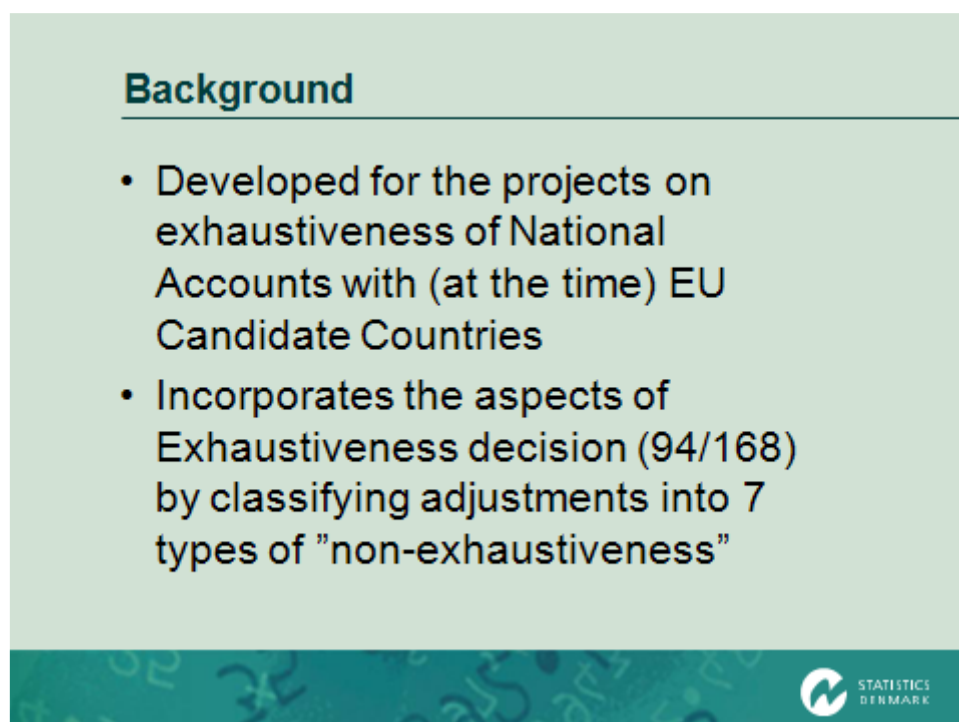 Background
• Developed for the projects on
exhaustiveness of National
Accounts with (at the time) EU
Candidate Countries
• Incorporates the aspects of
Exhaustiveness decision (94/168)
by classifying adjustments into 7
types of ”non-exhaustiveness”
STATISTICS
DENMARK